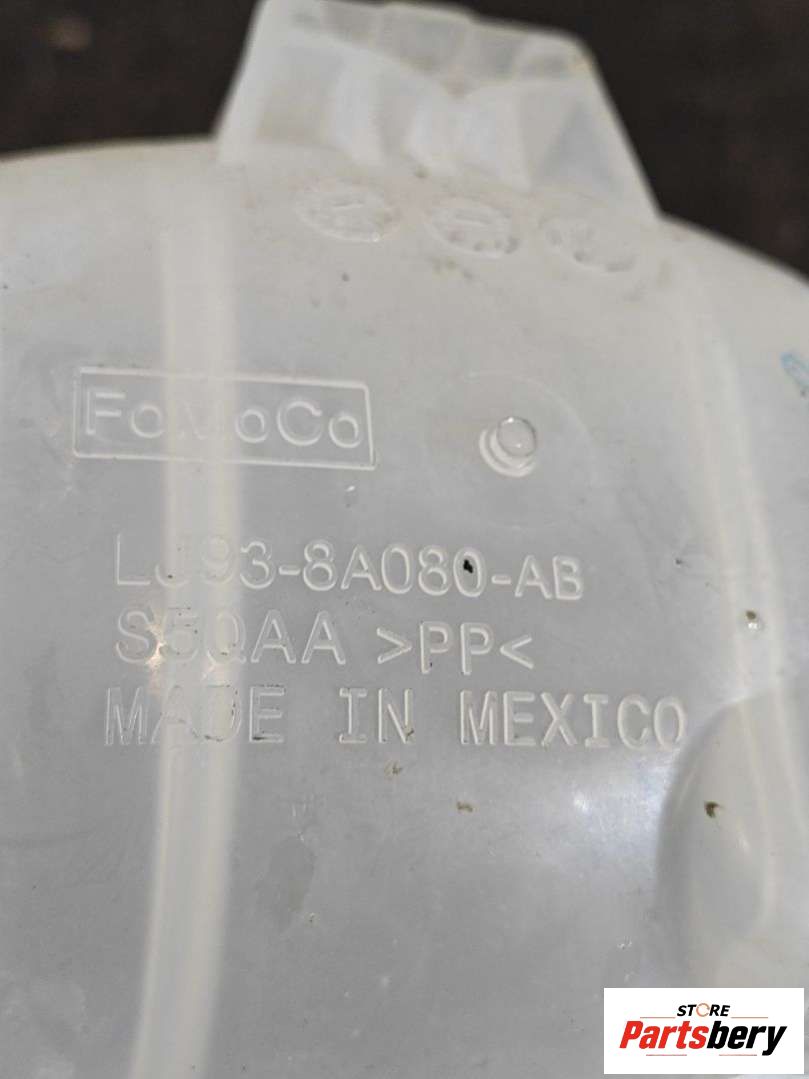 FoMoCo
LJ93-8A080-AB
S5QAA >PP<
MADE IN MEXICO
STORE
Partsbery